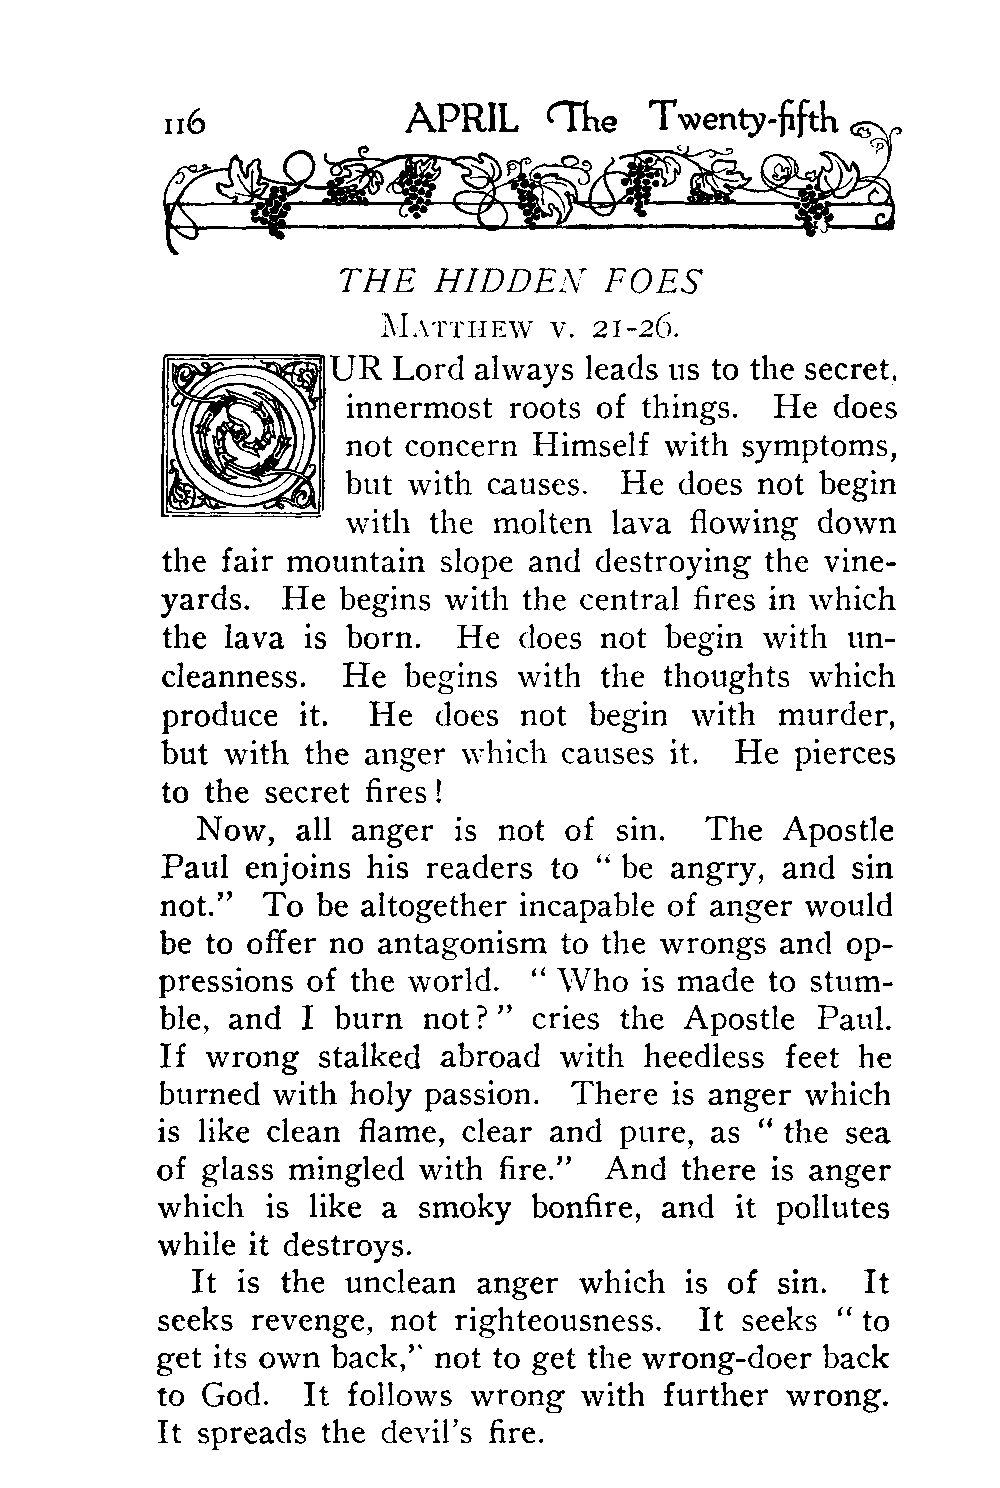 116 APRIL The Twenty-fifth
THE HIDDEN FOES
MATTHEW v. 21-26.
OUR Lord always leads us to the secret,
innermost roots of things. He does
not concern Himself with symptoms,
but with causes. He does not begin
with the molten lava flowing down
the fair mountain slope and destroying the vine-
yards. He begins with the central fires in which
the lava is born. He does not begin with un-
cleanness. He begins with the thoughts which
produce it. He does not begin with murder,
but with the anger which causes it. He pierces
to the secret fires!
Now, all anger is not of sin. The Apostle
Paul enjoins his readers to “ be angry, and sin
not.” To be altogether incapable of anger would
be to offer no antagonism to the wrongs and op-
pressions of the world. “ Who is made to stum-
ble, and I burn not? ” cries the Apostle Paul.
If wrong stalked abroad with heedless feet he
burned with holy passion. There is anger which
is like clean flame, clear and pure, as “ the sea
of glass mingled with fire.” And there is anger
which is like a smoky bonfire, and it pollutes
while it destroys.
It is the unclean anger which is of sin. It
seeks revenge, not righteousness. It seeks “ to
get its own back,” not to get the wrong-doer back
to God. It follows wrong with further wrong.
It spreads the devil’s fire.